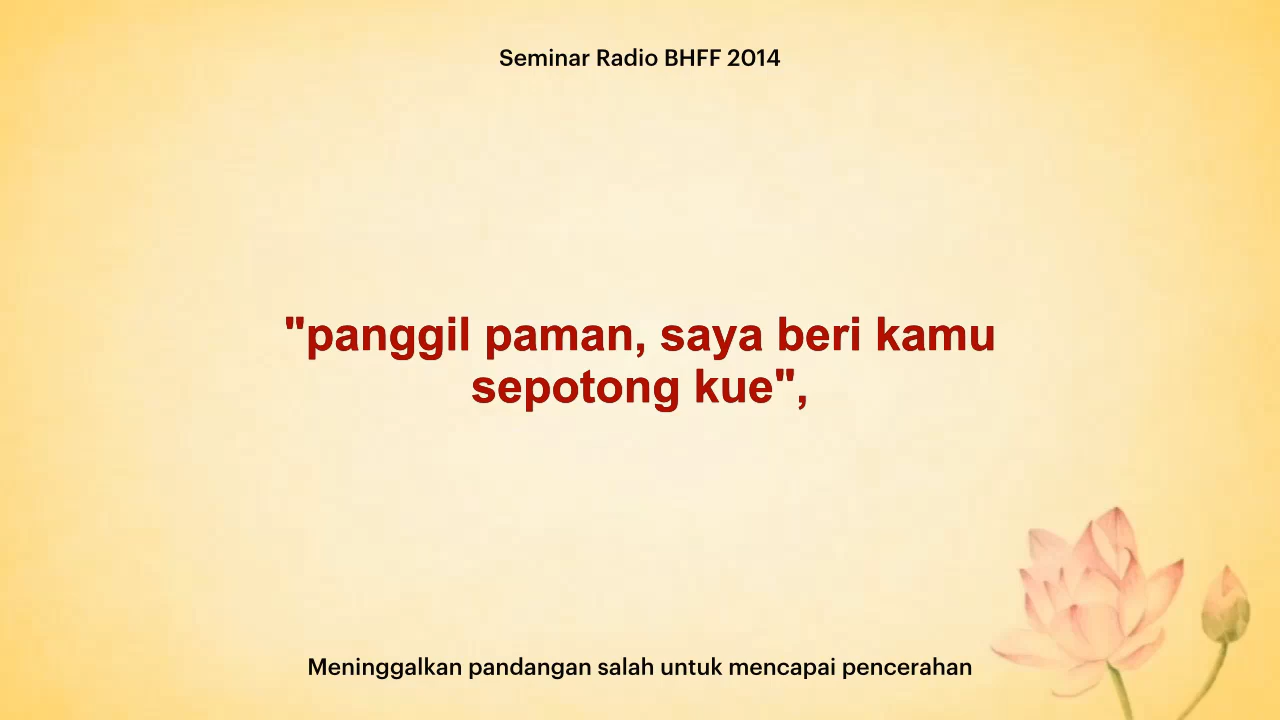 Seminar Radio BHFF 2014
"panggil paman, saya beri kamu
sepotong kue",
Meninggalkan pandangan salah untuk mencapai pencerahan